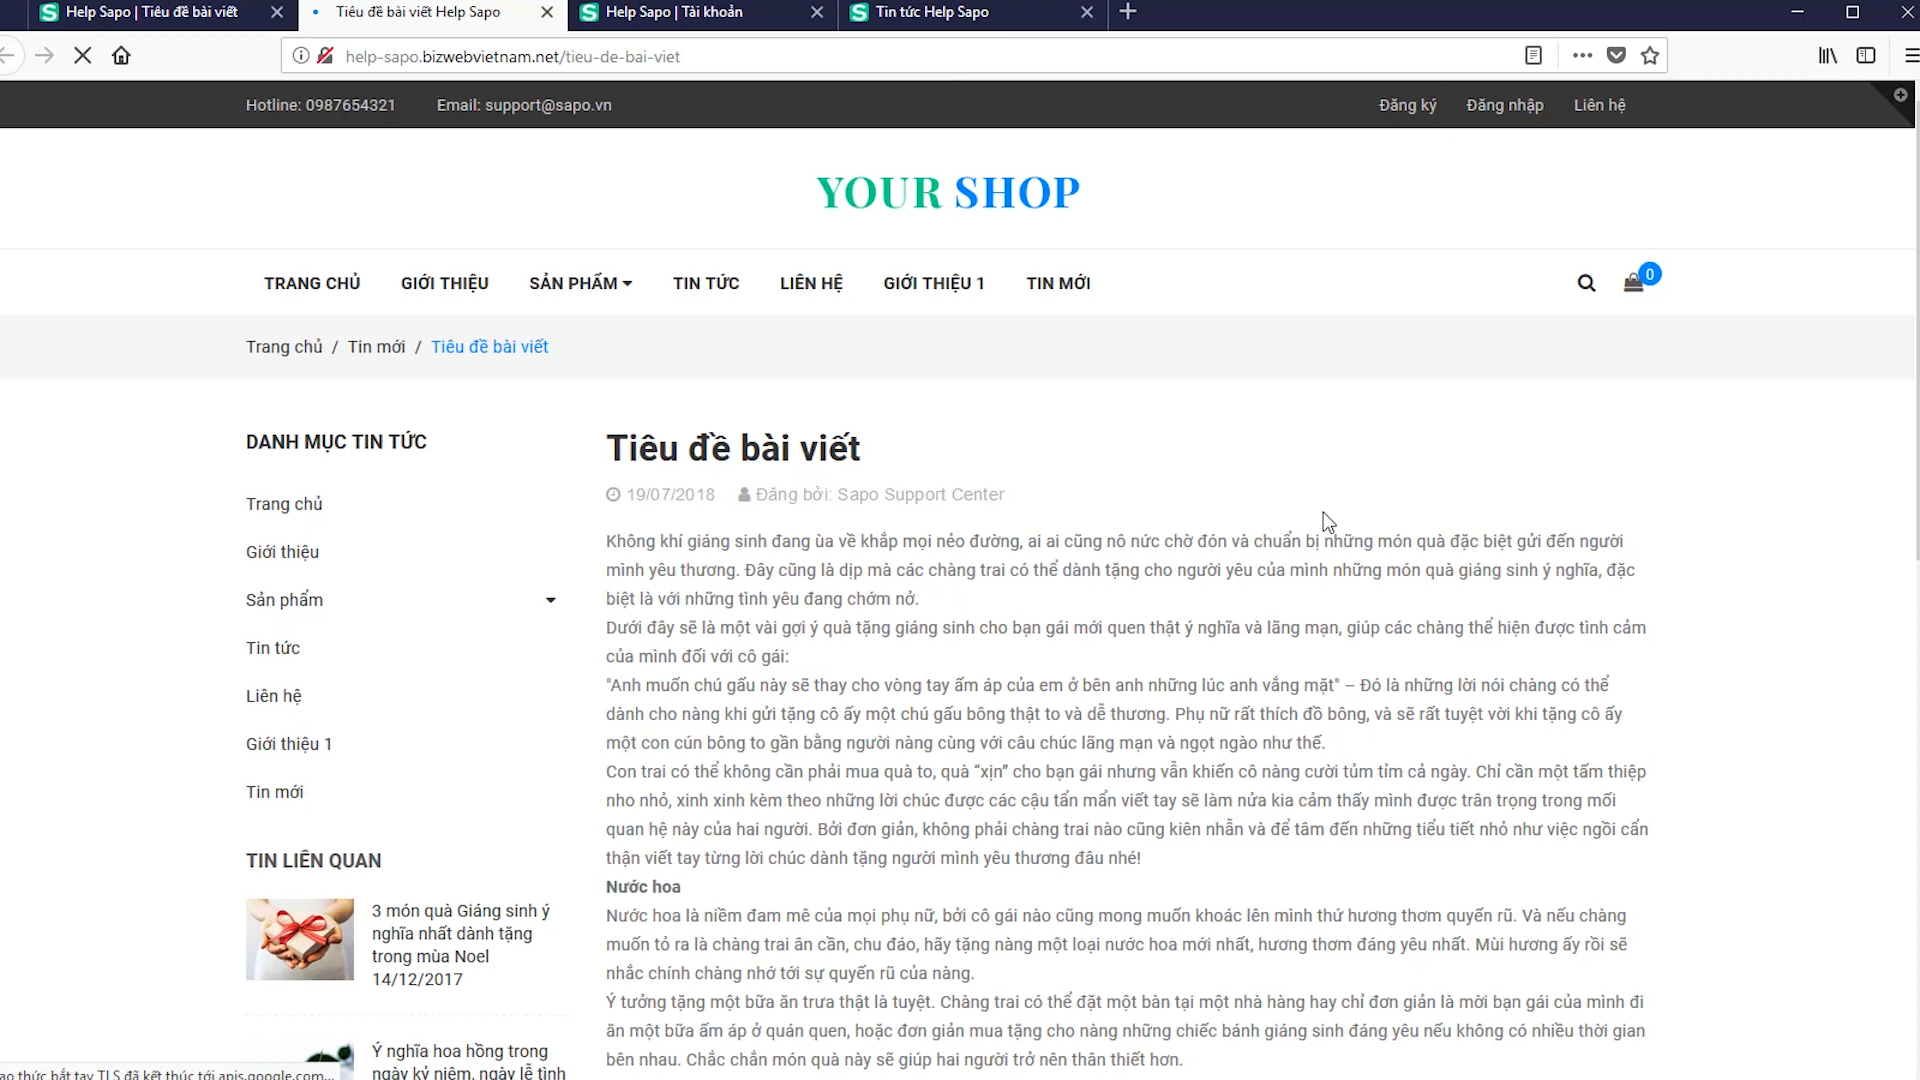 Help Sapo | Tiêu đề bài viết
Tiêu đề bài viết Help Sapo
Help Sapo | Tài khoản
Tin tức Help Sapo
help-sapo.bizwebvietnam.net/tieu-de-bai-viet
Hotline: 0987654321 Email: support@sapo.vn
Đăng ký Đăng nhập Liên hệ
YOUR SHOP
TRANG CHỦ GIỚI THIỆU SẢN PHẨM TIN TỨC LIÊN HỆ GIỚI THIỆU 1 TIN MỚI
0
Trang chủ / Tin mới / Tiêu đề bài viết
DANH MỤC TIN TỨC
Trang chủ
Giới thiệu
Sản phẩm
Tin tức
Liên hệ
Giới thiệu 1
Tin mới
TIN LIÊN QUAN
3 món quà Giáng sinh ý
nghĩa nhất dành tặng
trong mùa Noel
14/12/2017
Ý nghĩa hoa hồng trong
ngày kỷ niệm, ngày lễ tình
Tiêu đề bài viết
19/07/2018 Đăng bởi: Sapo Support Center
Không khí giáng sinh đang ùa về khắp mọi nẻo đường, ai ai cũng nô nức chờ đón và chuẩn bị những món quà đặc biệt gửi đến người
mình yêu thương. Đây cũng là dịp mà các chàng trai có thể dành tặng cho người yêu của mình những món quà giáng sinh ý nghĩa, đặc
biệt là với những tình yêu đang chớm nở.
Dưới đây sẽ là một vài gợi ý quà tặng giáng sinh cho bạn gái mới quen thật ý nghĩa và lãng mạn, giúp các chàng thể hiện được tình cảm
của mình đối với cô gái:
"Anh muốn chú gấu này sẽ thay cho vòng tay ấm áp của em ở bên anh những lúc anh vắng mặt" – Đó là những lời nói chàng có thể
dành cho nàng khi gửi tặng cô ấy một chú gấu bông thật to và dễ thương. Phụ nữ rất thích đồ bông, và sẽ rất tuyệt vời khi tặng cô ấy
một con cún bông to gần bằng người nàng cùng với câu chúc lãng mạn và ngọt ngào như thế.
Con trai có thể không cần phải mua quà to, quà “xịn” cho bạn gái nhưng vẫn khiến cô nàng cười tủm tỉm cả ngày. Chỉ cần một tấm thiệp
nho nhỏ, xinh xinh kèm theo những lời chúc được các cậu tẩn mẩn viết tay sẽ làm nửa kia cảm thấy mình được trân trọng trong mối
quan hệ này của hai người. Bởi đơn giản, không phải chàng trai nào cũng kiên nhẫn và để tâm đến những tiểu tiết nhỏ như việc ngồi cẩn
thận viết tay từng lời chúc dành tặng người mình yêu thương đâu nhé!
Nước hoa
Nước hoa là niềm đam mê của mọi phụ nữ, bởi cô gái nào cũng mong muốn khoác lên mình thứ hương thơm quyến rũ. Và nếu chàng
muốn tỏ ra là chàng trai ân cần, chu đáo, hãy tặng nàng một loại nước hoa mới nhất, hương thơm đáng yêu nhất. Mùi hương ấy rồi sẽ
nhắc chính chàng nhớ tới sự quyến rũ của nàng.
Ý tưởng tặng một bữa ăn trưa thật là tuyệt. Chàng trai có thể đặt một bàn tại một nhà hàng hay chỉ đơn giản là mời bạn gái của mình đi
ăn một bữa ấm áp ở quán quen, hoặc đơn giản mua tặng cho nàng những chiếc bánh giáng sinh đáng yêu nếu không có nhiều thời gian
bên nhau. Chắc chắn món quà này sẽ giúp hai người trở nên thân thiết hơn.
thức bắt tay TLS đã kết thúc tới apis.google.com...